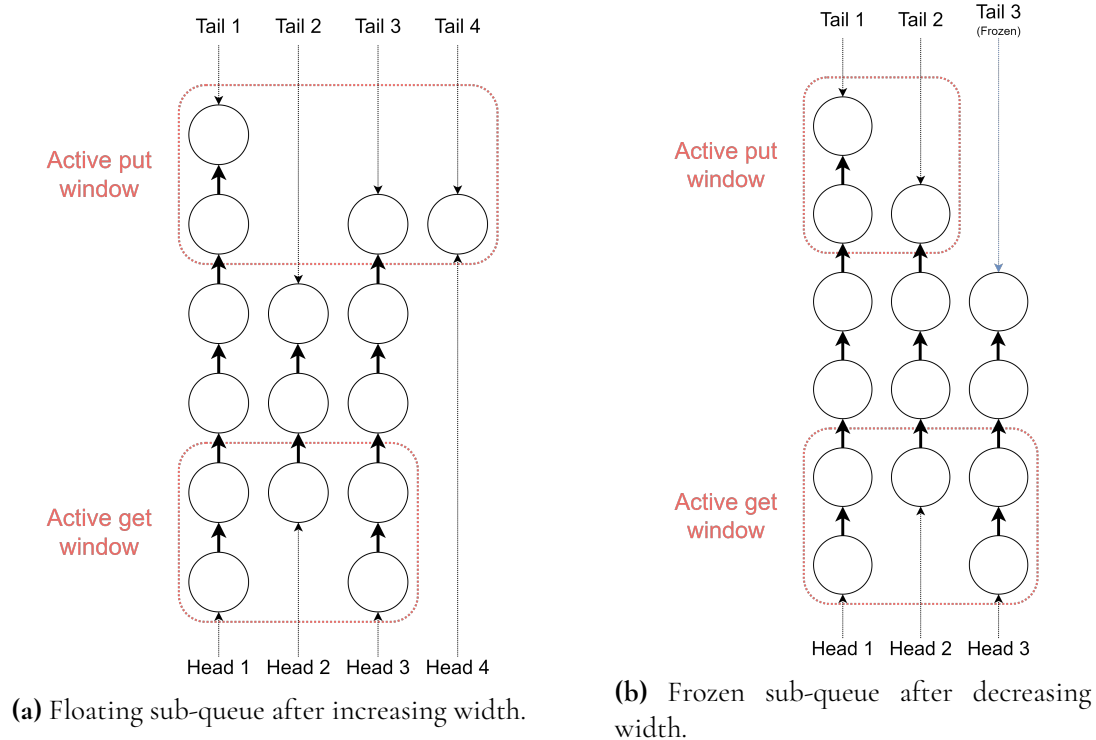 Tail 1 Tail 2 Tail 3 Tail 4
Active put
window
Active get
window
Head 1 Head 2 Head 3 Head 4
(a) Floating sub-queue after increasing width.
Tail 1 Tail 2 Tail 3
(Frozen)
Active put
window
Active get
window
Head 1 Head 2 Head 3
(b) Frozen sub-queue after decreasing
width.